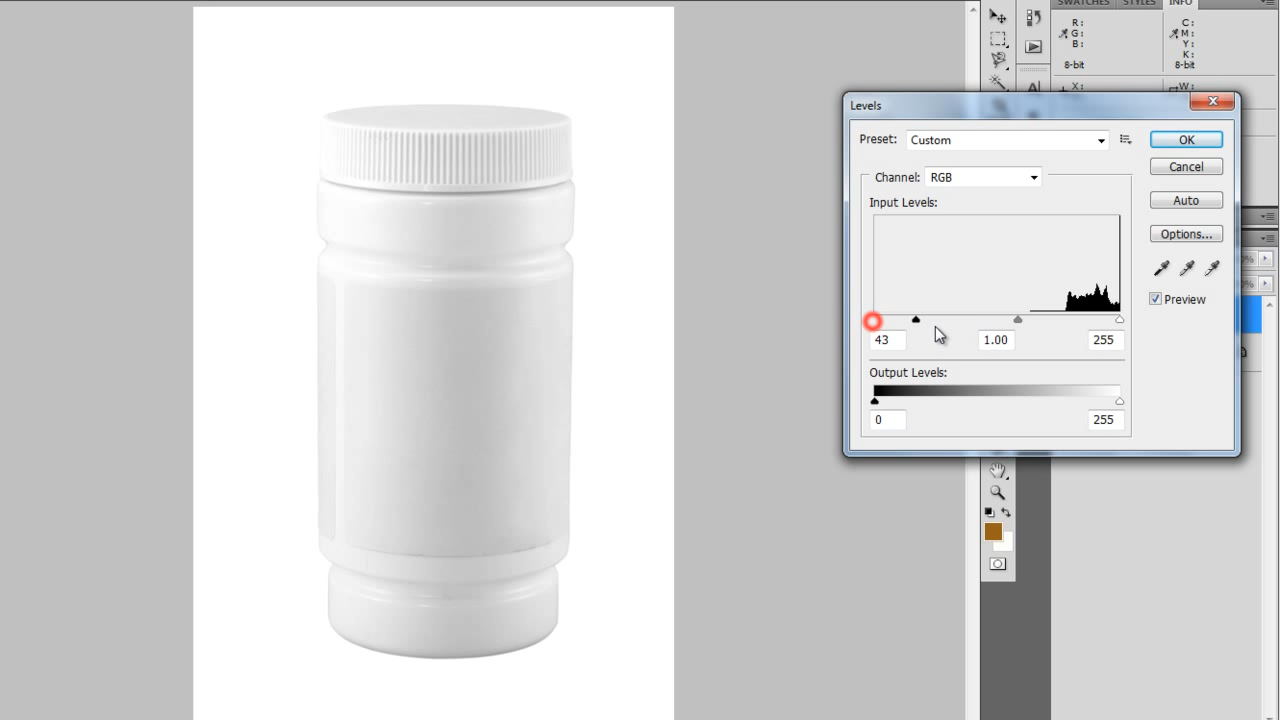 SWATCHES STYLES INFO
R: C:
G: M:
B: Y:
K:
8-bit 8-bit
X: W:
Levels
Preset: Custom OK
Channel: RGB Cancel
Input Levels: Auto
Options...
Preview
43 1.00 255
Output Levels:
0 255